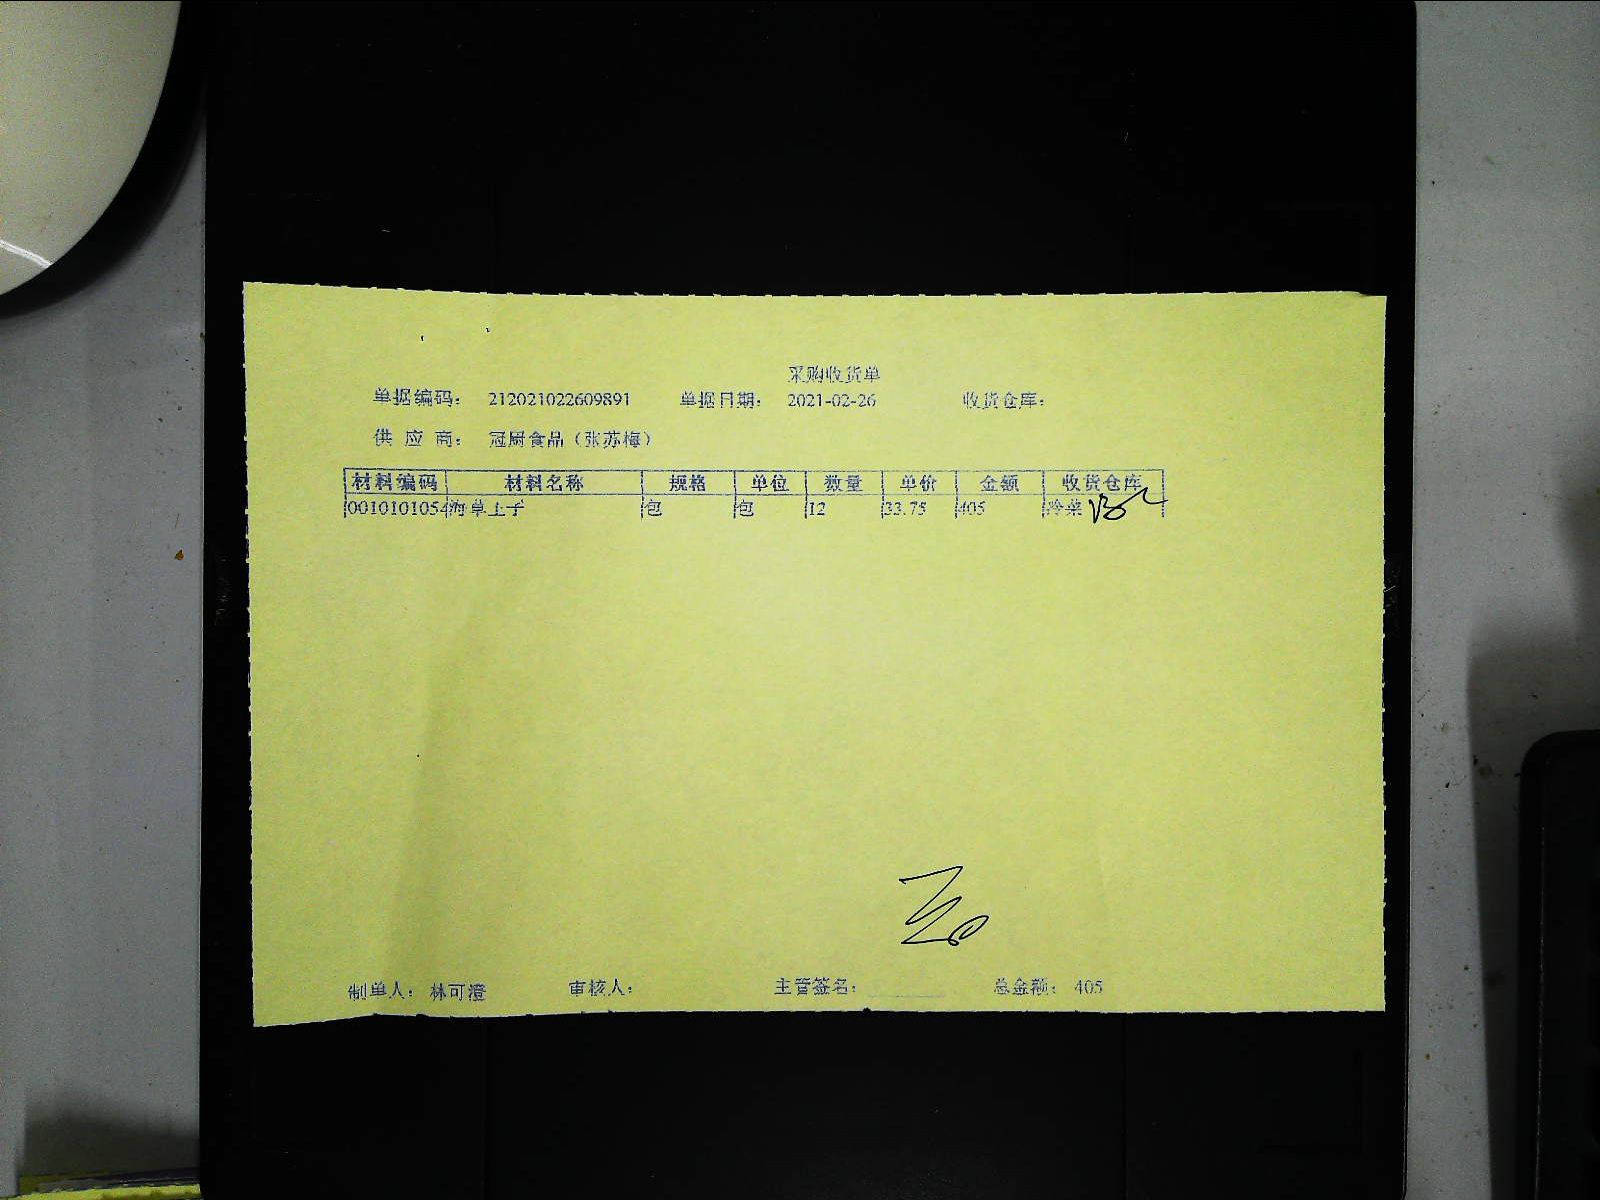 采购收货单
单据编码： 212021022609891 单据日期： 2021-02-26 收货仓库：
供 应 商： 冠厨食品（张苏梅）
材料编码 材料名称 规格 单位 数量 单价 金额 收货仓库
0010101054 海草上子 包 包 12 33.75 405 冷菜
制单人： 林可澄 审核人： 主管签名： 总金额： 405